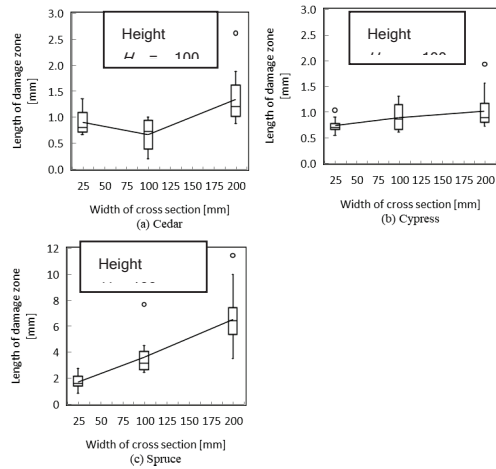 Height
H = 100
Length of damage zone
[mm]
3.0
2.5
2.0
1.5
1.0
0.5
0.0
25 50 75 100 125 150 175 200
Width of cross section [mm]
(a) Cedar
Height
Length of damage zone
[mm]
3.0
2.5
2.0
1.5
1.0
0.5
0.0
25 50 75 100 125 150 175 200
Width of cross section [mm]
(b) Cypress
Height
Length of damage zone
[mm]
12
10
8
6
4
2
0
25 50 75 100 125 150 175 200
Width of cross section [mm]
(c) Spruce